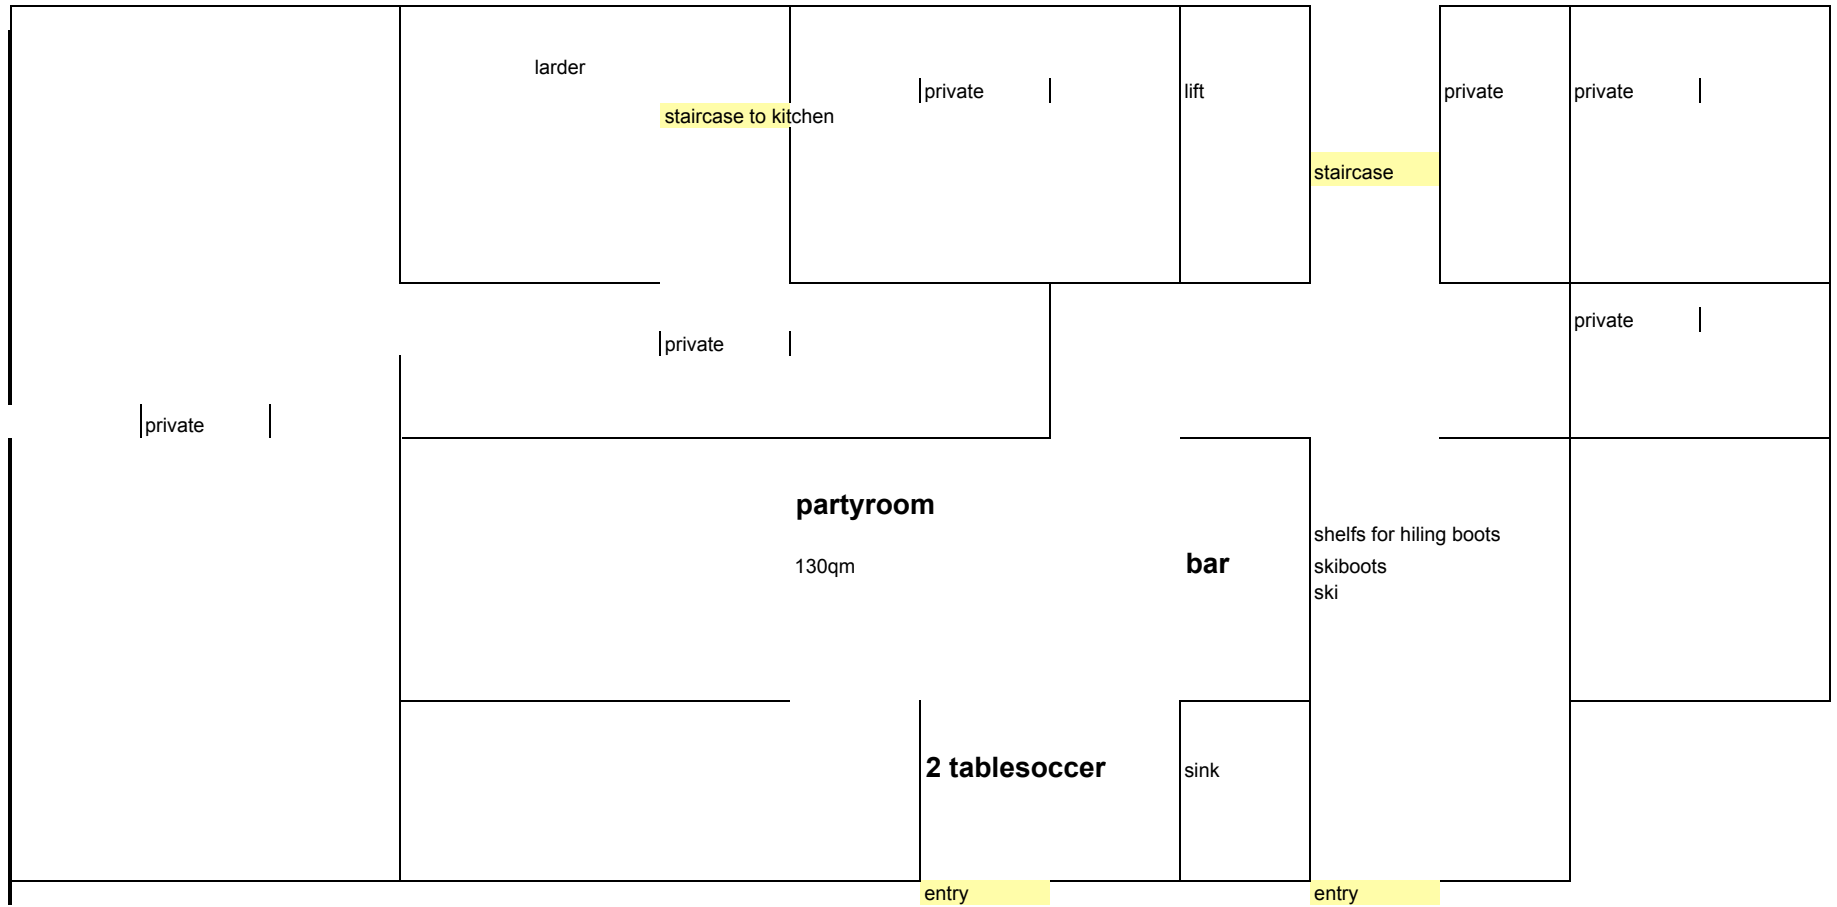 larder
private
lift
private
private
staircase to kitchen
staircase
private
private
private
partyroom
shelfs for hiling boots
130qm
bar
skiboots
ski
2 tablesoccer
sink
entry
entry